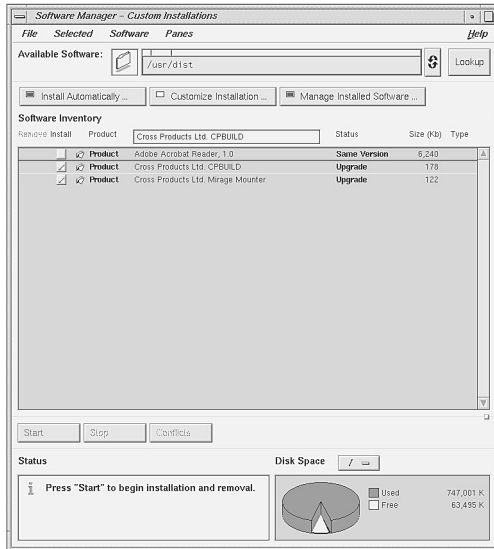 Software Manager – Custom Installations
File Selected Software Panes Help
Available Software:
/usr/dist
Lookup
Install Automatically ...
Customize Installation ...
Manage Installed Software ...
Software Inventory
Remove Install Product Cross Products Ltd. CPBUILD Status Size (Kb) Type
Product Adobe Acrobat Reader, 1.0 Same Version 6,240
Product Cross Products Ltd. CPBUILD Upgrade 178
Product Cross Products Ltd. Mirage Mounter Upgrade 122
Start Stop Conflicts
Status
Disk Space /
Press "Start" to begin installation and removal.
Used 747,001 K
Free 63,495 K